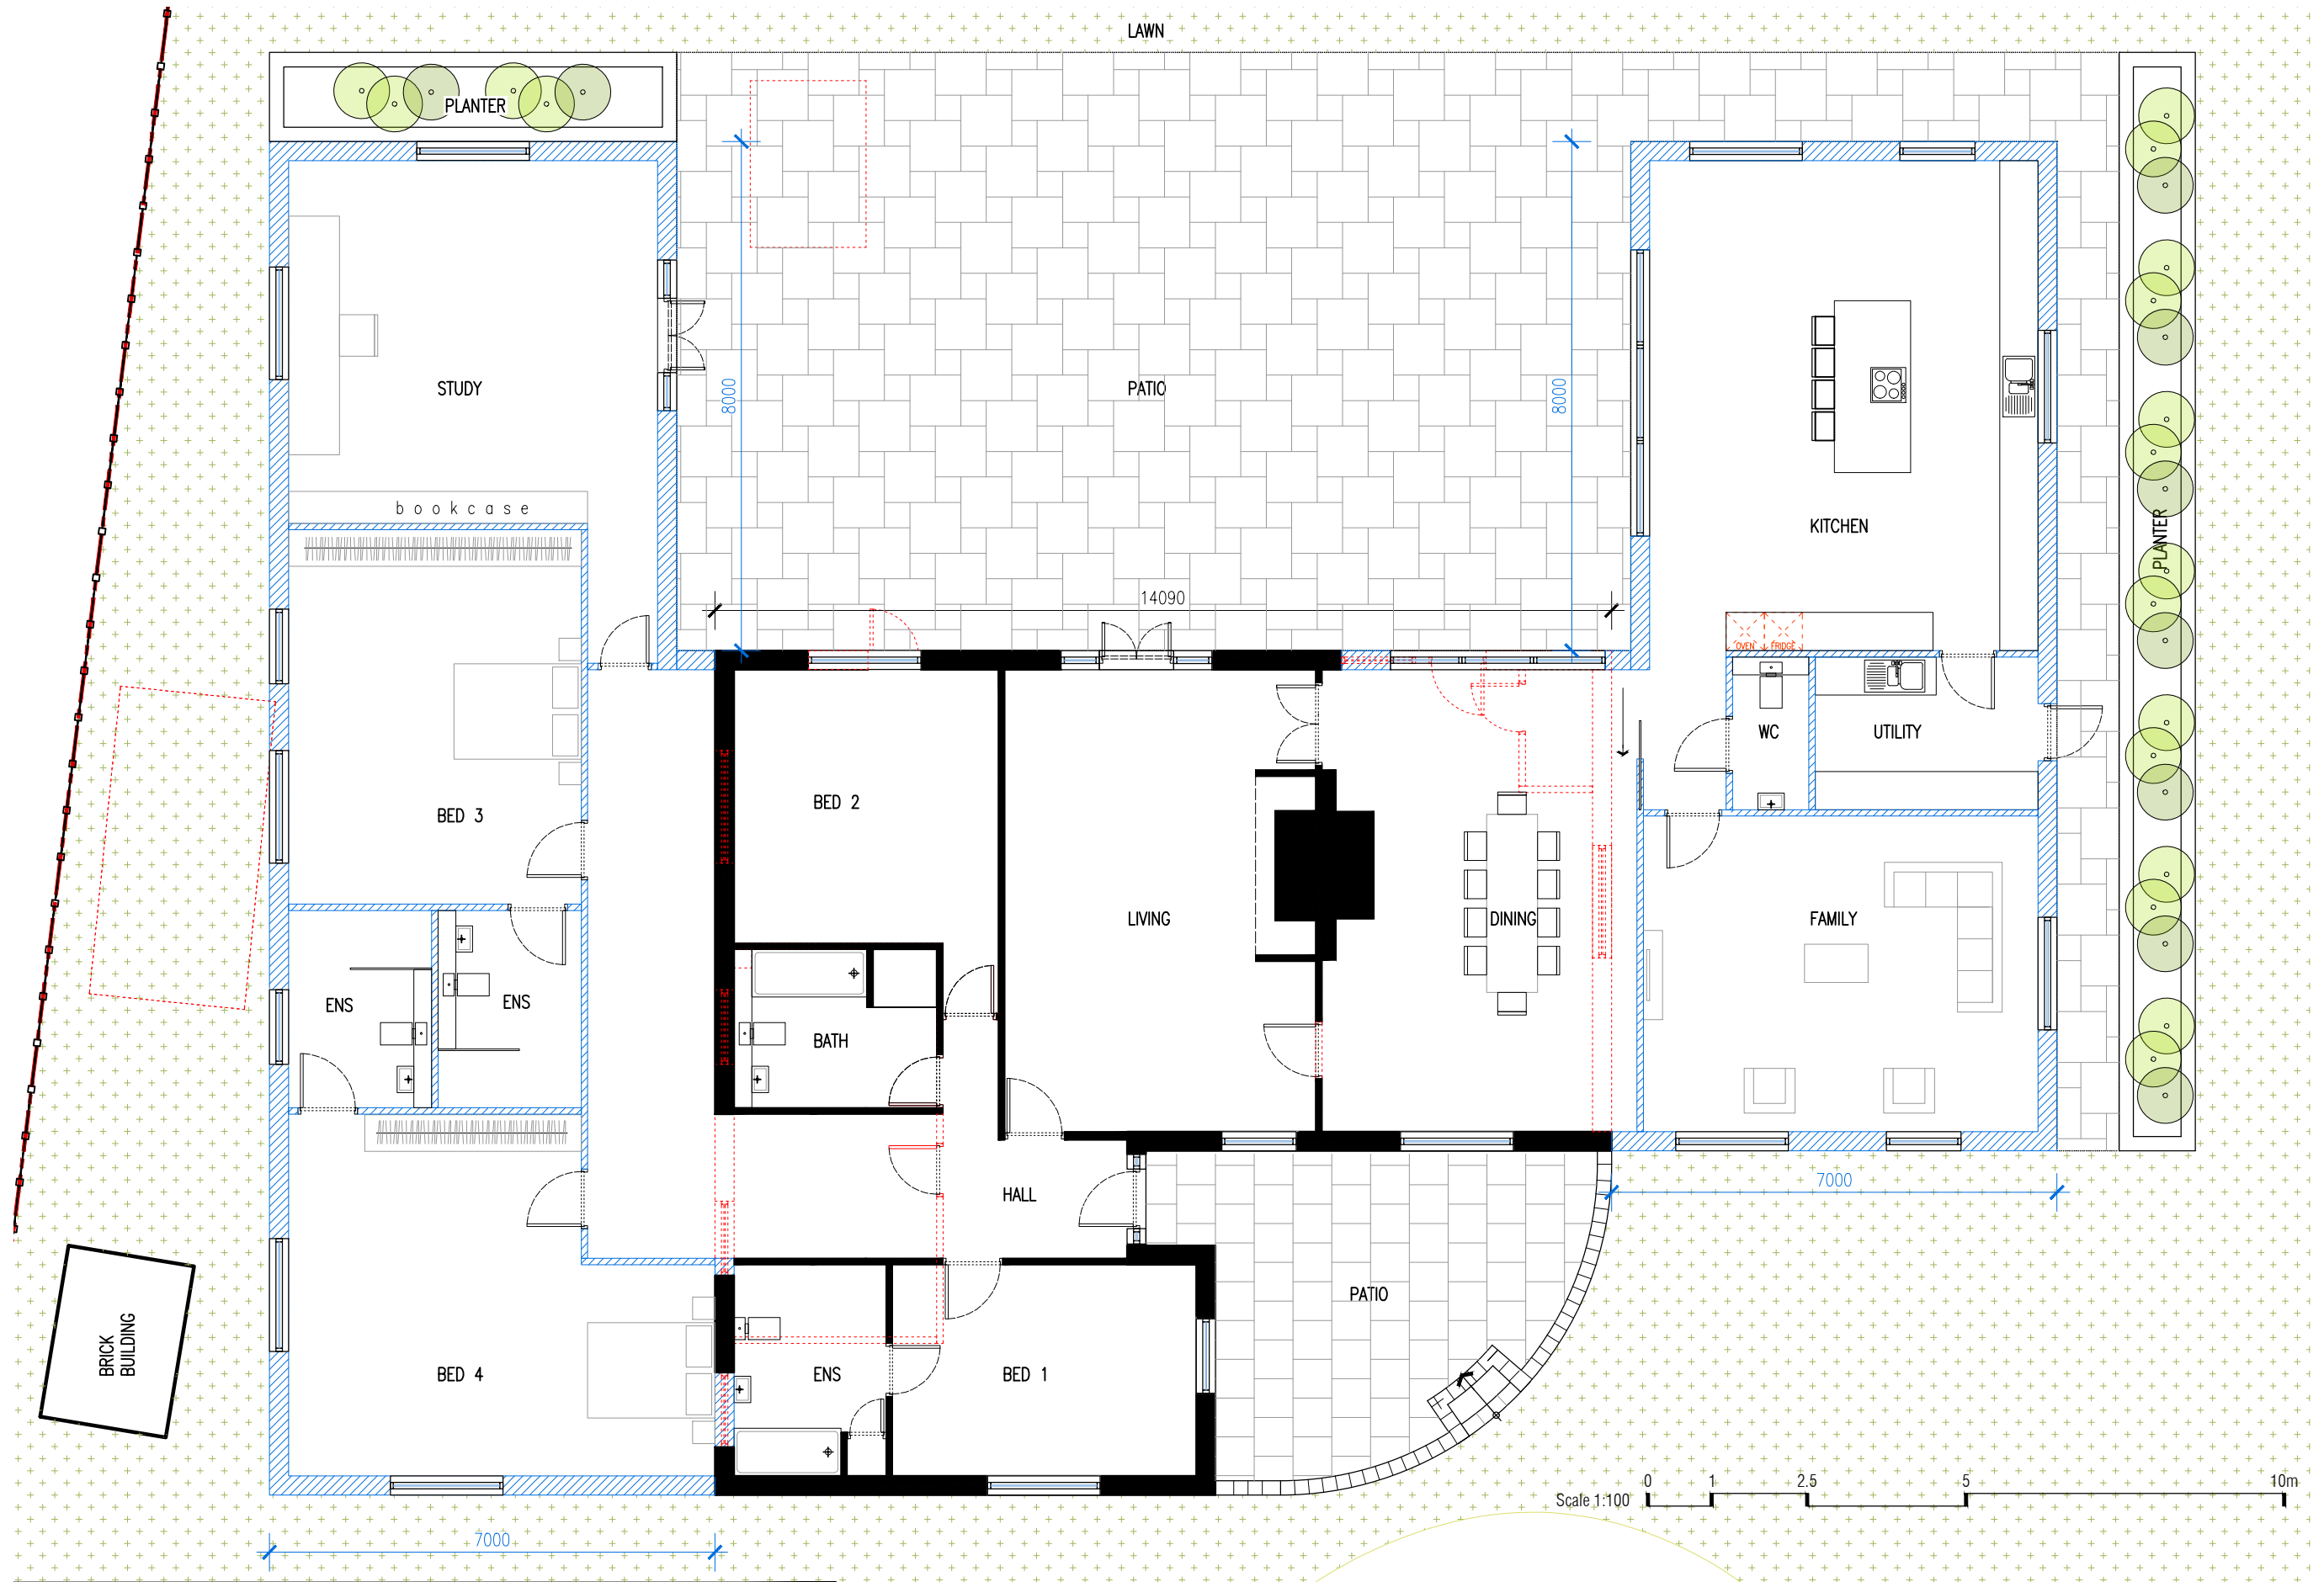 LAWN
PLANTER
STUDY
8000
PATIO
8000
bookcase
KITCHEN
PLANTER
14090
OVEN
FRIDGE
WC
UTILITY
BED 2
BED 3
LIVING
DINING
FAMILY
ENS
ENS
BATH
HALL
7000
PATIO
BRICK
BUILDING
BED 4
ENS
BED 1
0 1 2.5 5 10m
Scale 1:100
7000